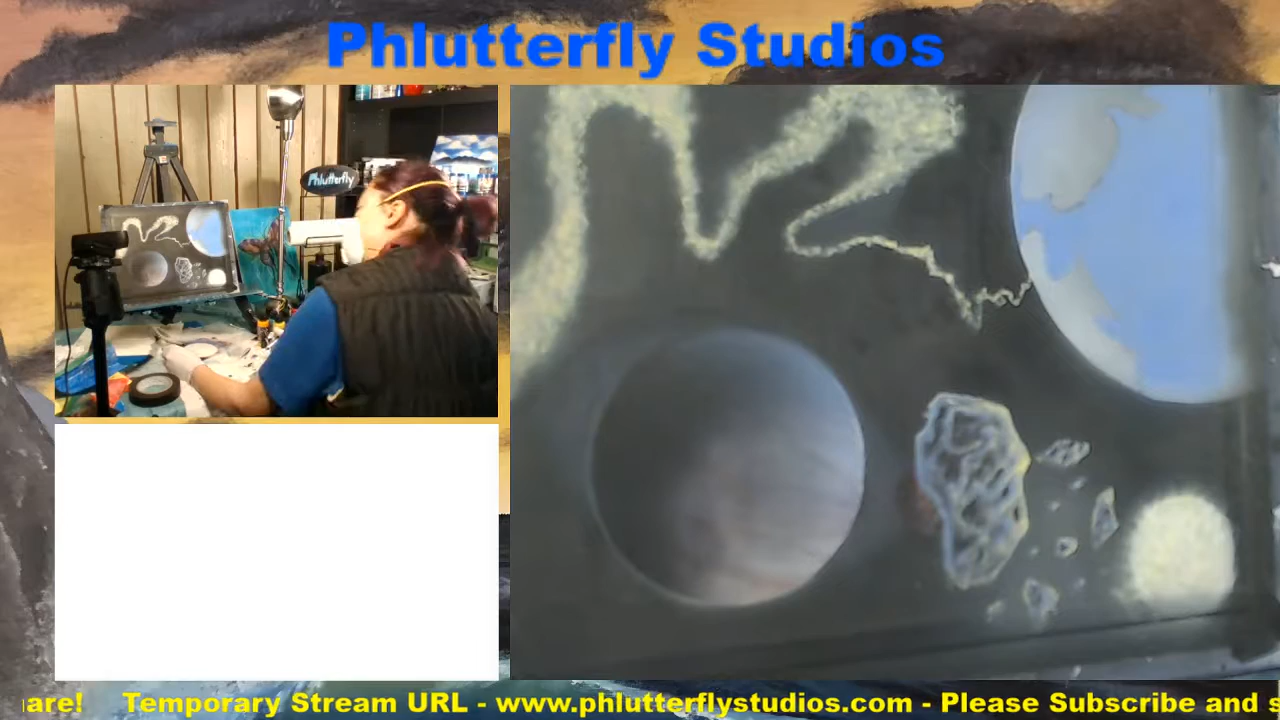 Phlutterfly Studios
Phlutterfly
are! Temporary Stream URL - www.phlutterflystudios.com - Please Subscribe and s